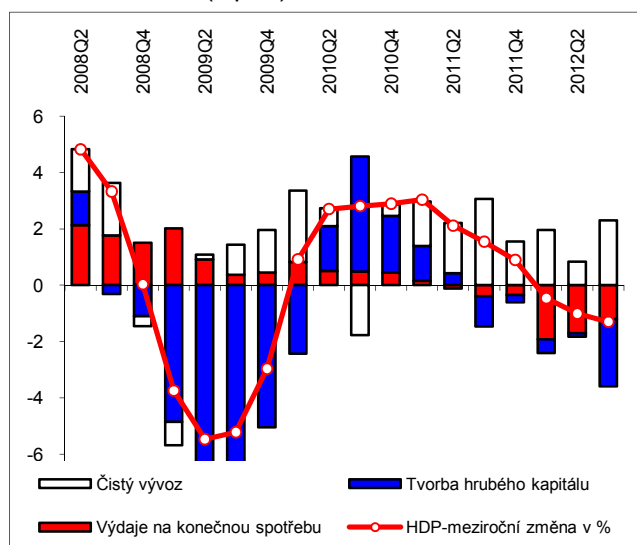 2008Q2
2008Q4
2009Q2
2009Q4
2010Q2
2010Q4
2011Q2
2011Q4
2012Q2
6
4
2
0
-2
-4
-6
Čistý vývoz
Tvorba hrubého kapitálu
Výdaje na konečnou spotřebu
HDP-meziroční změna v %